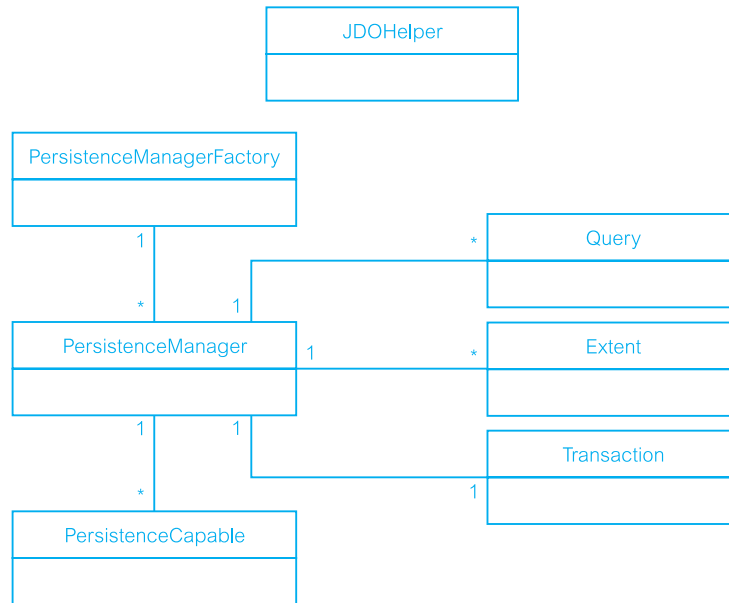 JDOHelper
PersistenceManagerFactory
1
*
Query
*
1
PersistenceManager
1
*
Extent
1
1
Transaction
1
*
PersistenceCapable